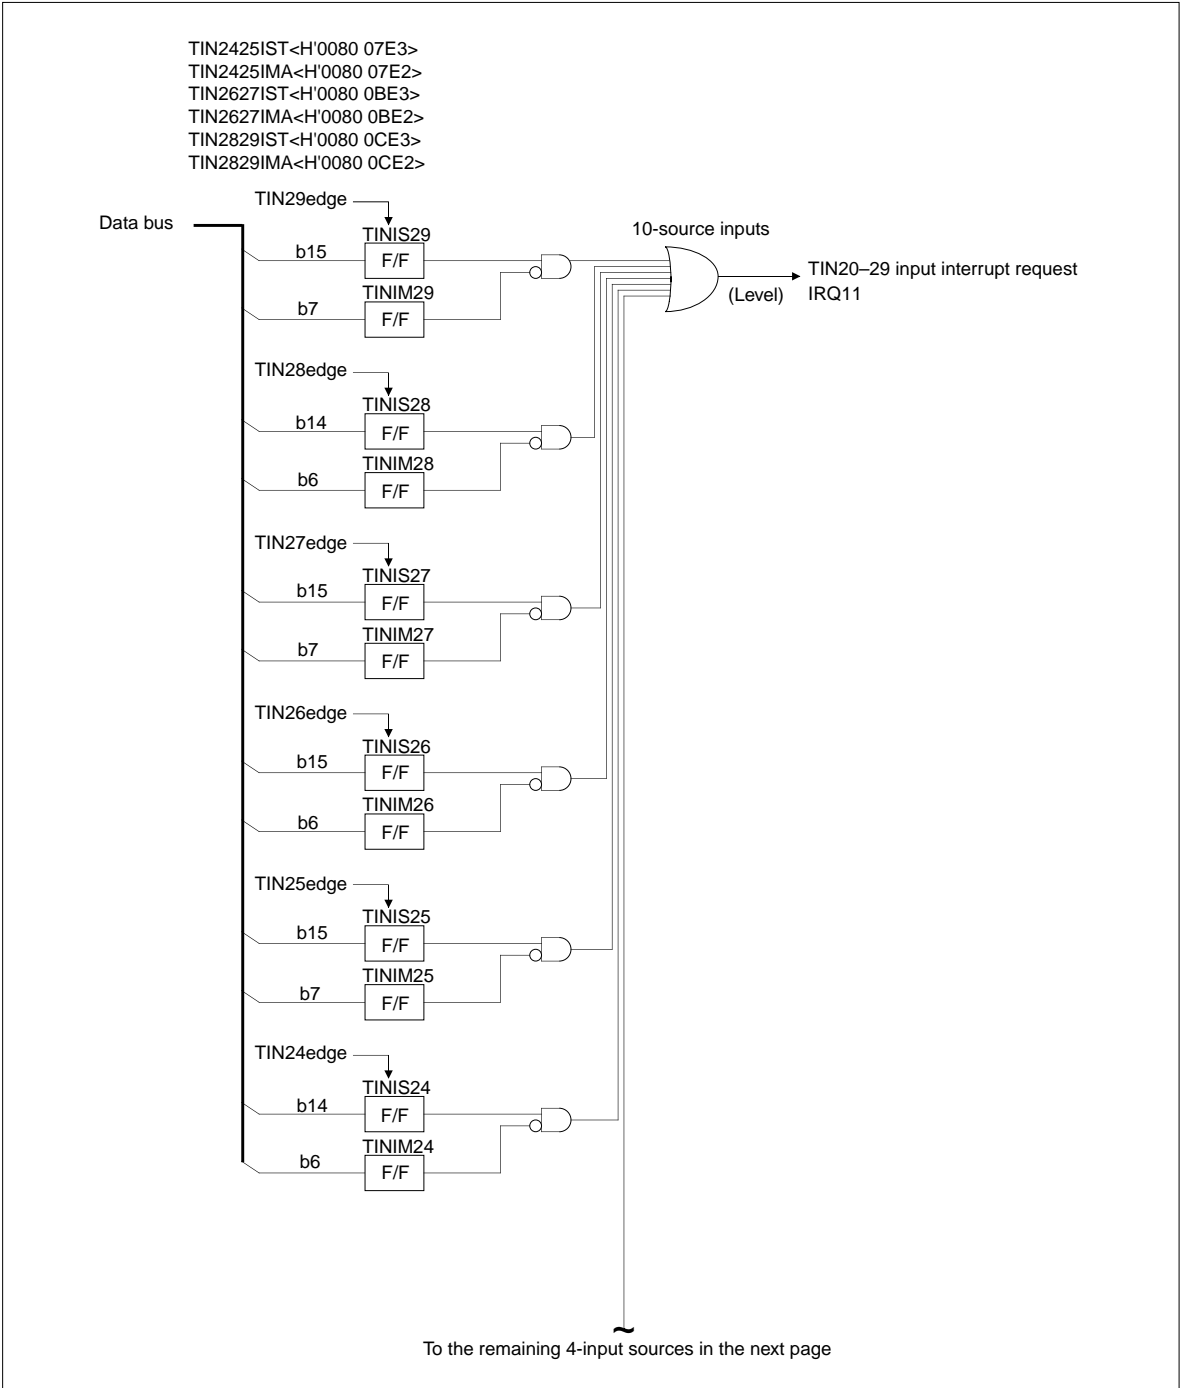 TIN2425IST<H'0080 07E3>
TIN2425IMA<H'0080 07E2>
TIN2627IST<H'0080 0BE3>
TIN2627IMA<H'0080 0BE2>
TIN2829IST<H'0080 0CE3>
TIN2829IMA<H'0080 0CE2>
TIN29edge
Data bus
10-source inputs
TINIS29
b15
F/F
TIN20–29 input interrupt request
(Level)
IRQ11
TINIM29
b7
F/F
TIN28edge
TINIS28
b14
F/F
TINIM28
b6
F/F
TIN27edge
TINIS27
b15
F/F
TINIM27
b7
F/F
TIN26edge
TINIS26
b15
F/F
TINIM26
b6
F/F
TIN25edge
TINIS25
b15
F/F
TINIM25
b7
F/F
TIN24edge
TINIS24
b14
F/F
TINIM24
b6
F/F
~
To the remaining 4-input sources in the next page